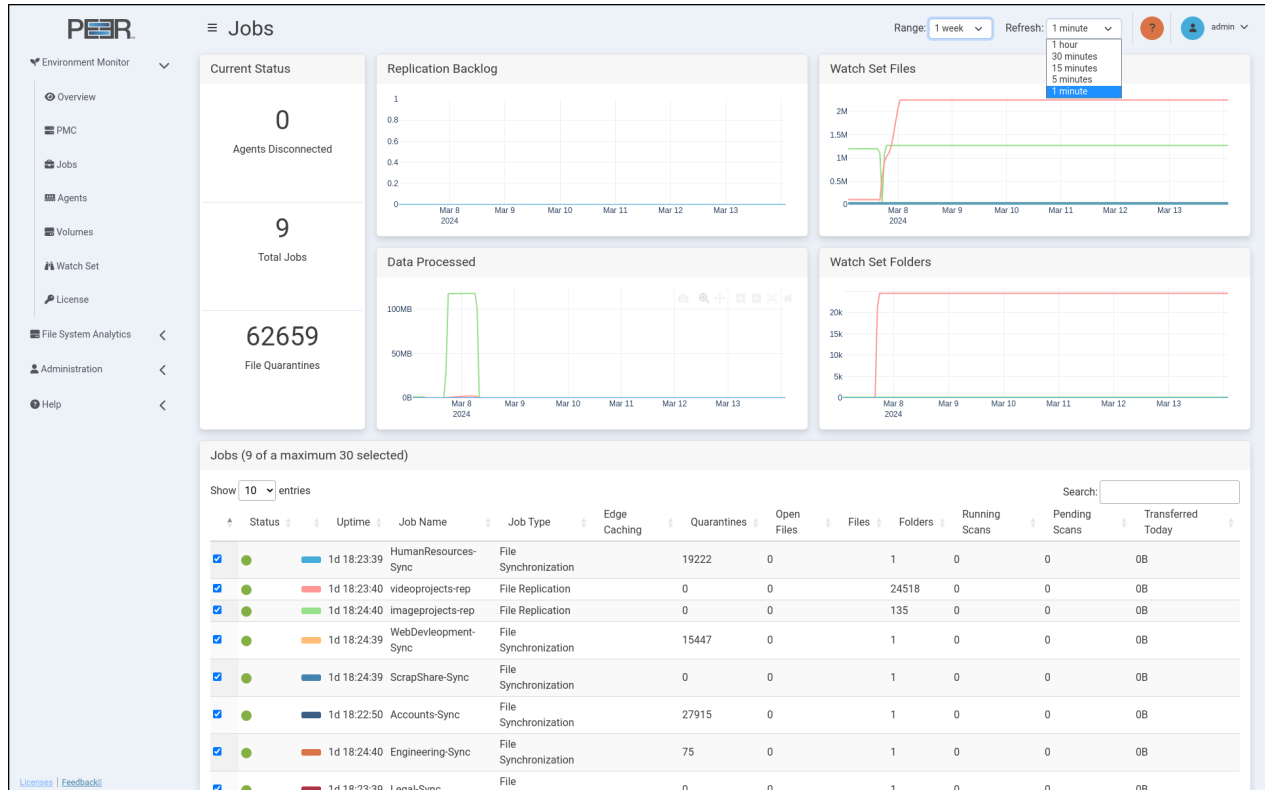 PEER
≡ Jobs
Range: 1 week
Refresh: 1 minute
?
admin
1 hour
30 minutes
15 minutes
5 minutes
1 minute
Environment Monitor
Overview
PMC
Jobs
Agents
Volumes
Watch Set
License
File System Analytics
Administration
Help
Licenses | Feedback
Current Status
0
Agents Disconnected
9
Total Jobs
62659
File Quarantines
Replication Backlog
1
0.8
0.6
0.4
0.2
0
Mar 8 Mar 9 Mar 10 Mar 11 Mar 12 Mar 13
2024
Watch Set Files
2M
1.5M
1M
0.5M
0
Mar 8 Mar 9 Mar 10 Mar 11 Mar 12 Mar 13
2024
Data Processed
100MB
50MB
0B
Mar 8 Mar 9 Mar 10 Mar 11 Mar 12 Mar 13
2024
Watch Set Folders
20k
15k
10k
5k
0
Mar 8 Mar 9 Mar 10 Mar 11 Mar 12 Mar 13
2024
Jobs (9 of a maximum 30 selected)
Show 10 entries
Search:
Status Uptime Job Name Job Type Edge Caching Quarantines Open Files Files Folders Running Scans Pending Scans Transferred Today
1d 18:23:39 HumanResources-Sync File Synchronization 19222 0 1 0 0 0B
1d 18:23:40 videoprojects-rep File Replication 0 0 24518 0 0 0B
1d 18:24:40 imageprojects-rep File Replication 0 0 135 0 0 0B
1d 18:24:39 WebDevleopment-Sync File Synchronization 15447 0 1 0 0 0B
1d 18:24:39 ScrapShare-Sync File Synchronization 0 0 1 0 0 0B
1d 18:22:50 Accounts-Sync File Synchronization 27915 0 1 0 0 0B
1d 18:24:40 Engineering-Sync File Synchronization 75 0 1 0 0 0B
1d 18:23:39 Legal-Sync File 0 0 1 0 0 0B